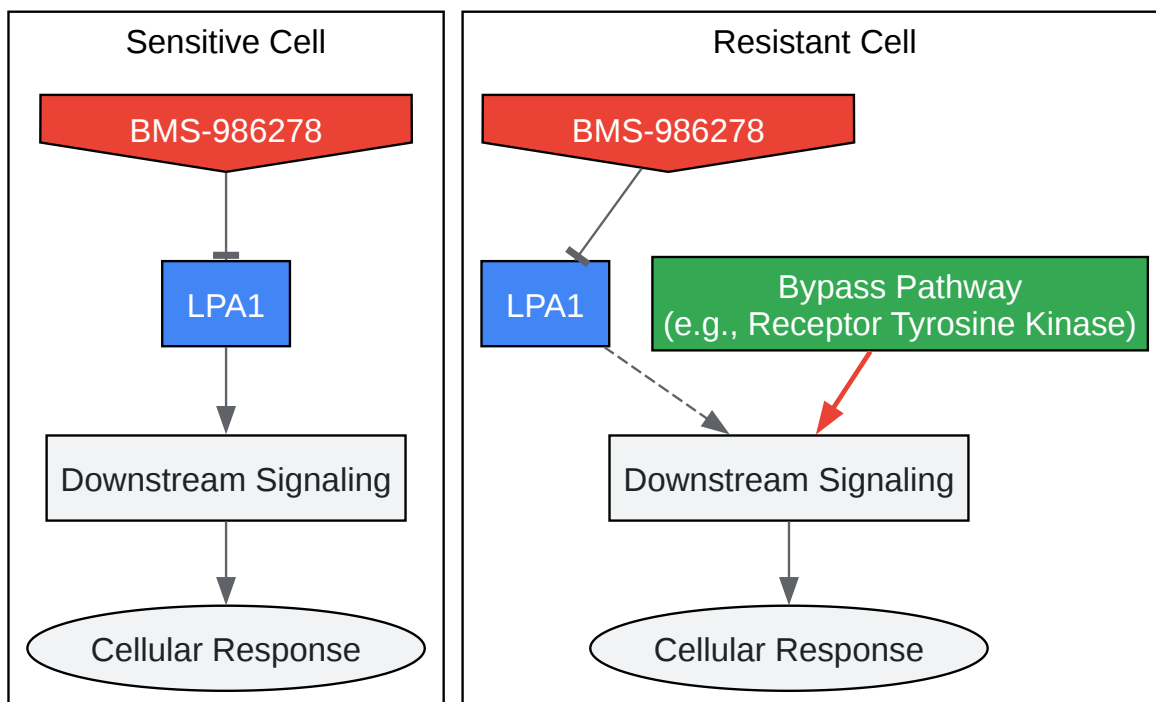 Sensitive Cell
BMS-986278
LPA1
Downstream Signaling
Cellular Response
Resistant Cell
BMS-986278
LPA1
Bypass Pathway
(e.g., Receptor Tyrosine Kinase)
Downstream Signaling
Cellular Response